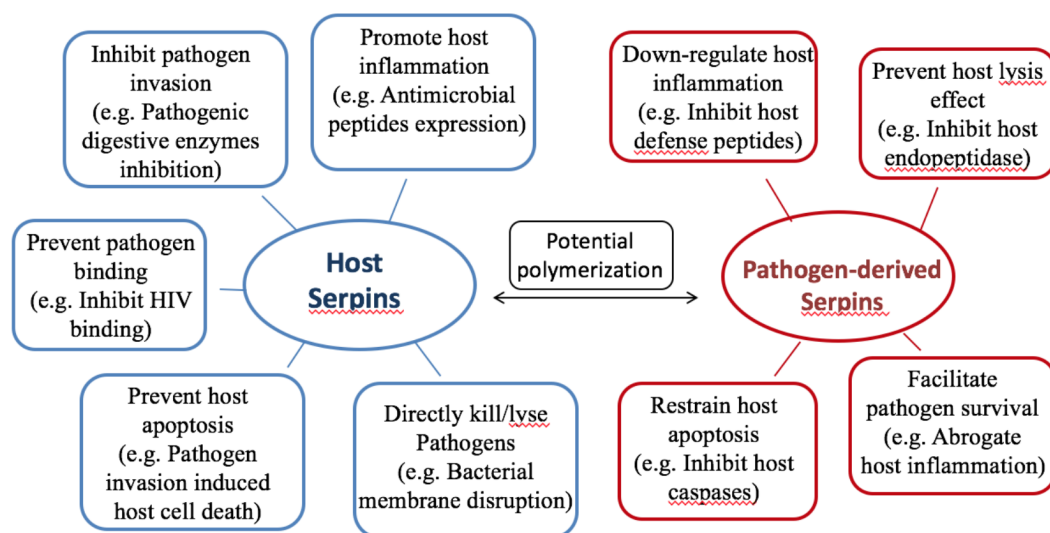 Inhibit pathogen
invasion
(e.g. Pathogenic
digestive enzymes
inhibition)
Promote host
inflammation
(e.g. Antimicrobial
peptides expression)
Down-regulate host
inflammation
(e.g. Inhibit host
defense peptides)
Prevent host lysis
effect
(e.g. Inhibit host
endopeptidase)
Prevent pathogen
binding
(e.g. Inhibit HIV
binding)
Host
Serpins
Potential
polymerization
Pathogen-derived
Serpins
Prevent host
apoptosis
(e.g. Pathogen
invasion induced
host cell death)
Directly kill/lyse
Pathogens
(e.g. Bacterial
membrane disruption)
Restrain host
apoptosis
(e.g. Inhibit host
caspases)
Facilitate
pathogen survival
(e.g. Abrogate
host inflammation)